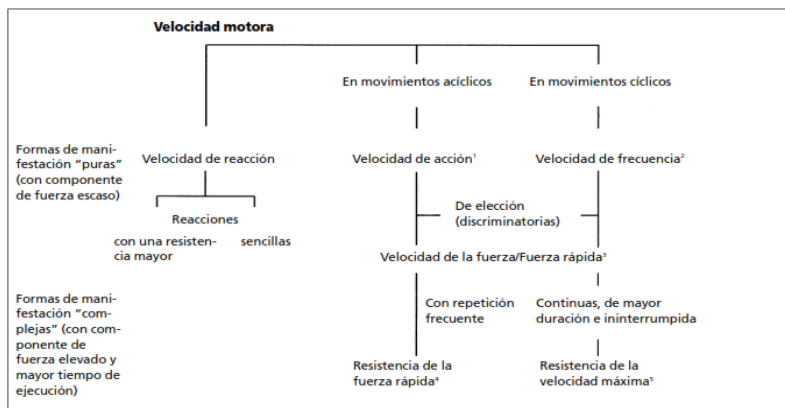 Velocidad motora
En movimientos acíclicos
En movimientos cíclicos
Formas de mani-
festación “puras”
(con componente
de fuerza escaso)
Velocidad de reacción
Velocidad de acción¹
Velocidad de frecuencia²
Reacciones
con una resisten-
cia mayor
sencillas
De elección
(discriminatorias)
Velocidad de la fuerza/Fuerza rápida³
Formas de mani-
festación “com-
plejas” (con com-
ponente de
fuerza elevado y
mayor tiempo de
ejecución)
Con repetición
frecuente
Continuas, de mayor
duración e ininterrumpida
Resistencia de la
fuerza rápida⁴
Resistencia de la
velocidad máxima⁵